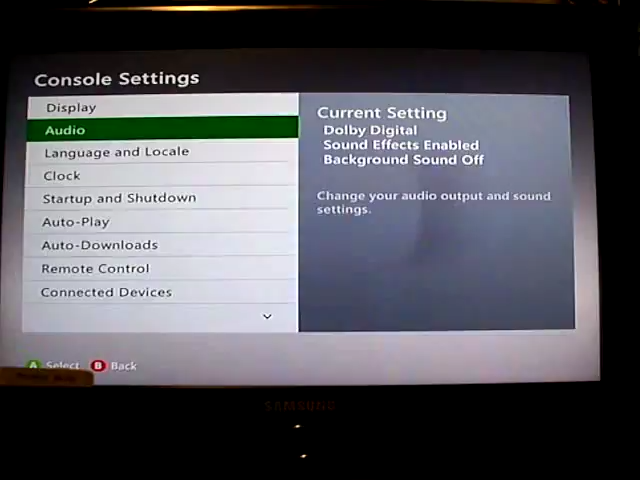 Console Settings
Display
Audio
Language and Locale
Clock
Startup and Shutdown
Auto-Play
Auto-Downloads
Remote Control
Connected Devices
Current Setting
Dolby Digital
Sound Effects Enabled
Background Sound Off
Change your audio output and sound
settings.
A Select B Back
SAMSUNG